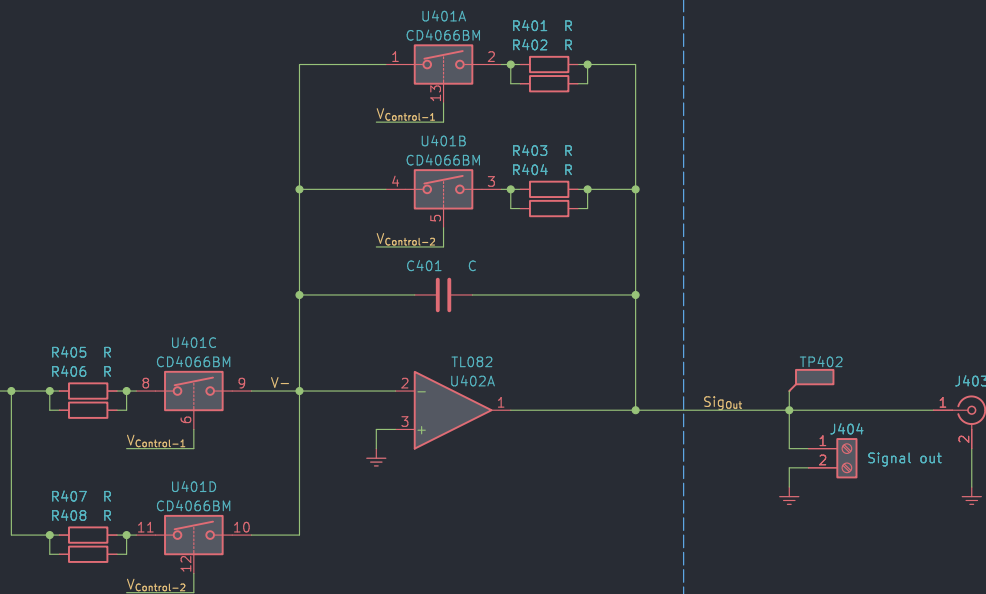 U401A
CD4066BM
R401 R
R402 R
1
2
13
VControl-1
U401B
CD4066BM
R403 R
R404 R
4
3
5
VControl-2
C401 C
R405 R
R406 R
U401C
CD4066BM
8
9
V-
6
VControl-1
TL082
U402A
2
-
3
+
1
SigOut
TP402
J403
1
2
J404
1
2
Signal out
R407 R
R408 R
U401D
CD4066BM
11
10
12
VControl-2